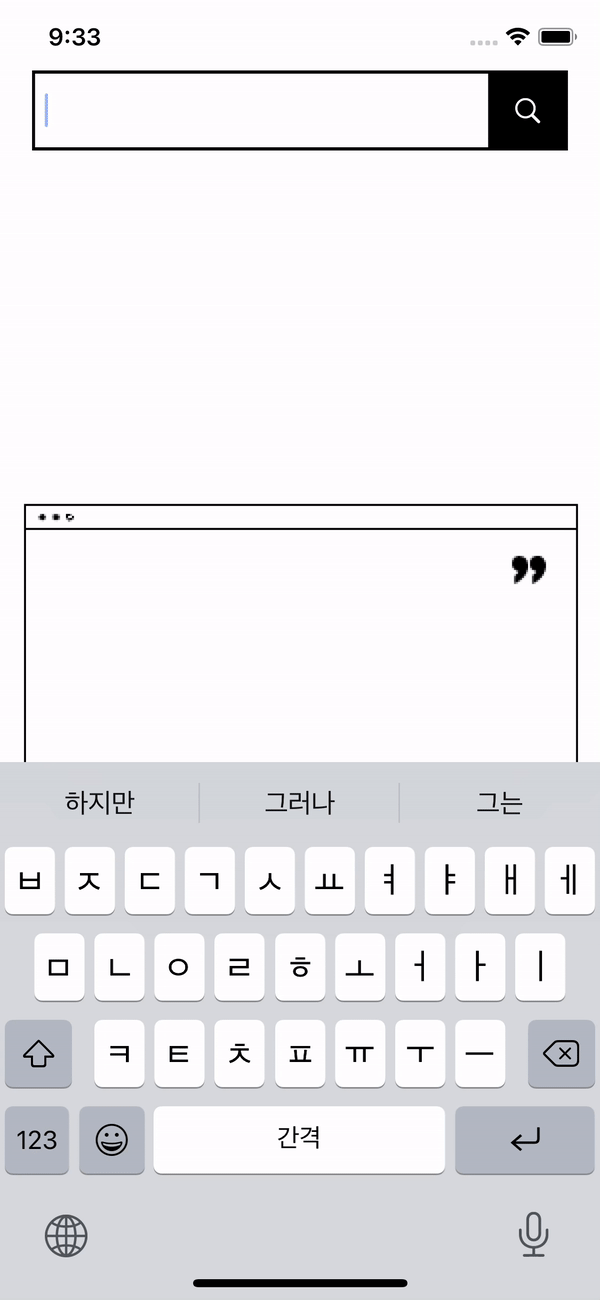 9:33
”
하지만 그러나 그는
ㅂ ㅈ ㄷ ㄱ ㅅ ㅛ ㅕ ㅑ ㅐ ㅔ
ㅁ ㄴ ㅇ ㄹ ㅎ ㅗ ㅓ ㅏ ㅣ
ㅋ ㅌ ㅊ ㅍ ㅠ ㅜ ㅡ
123 간격